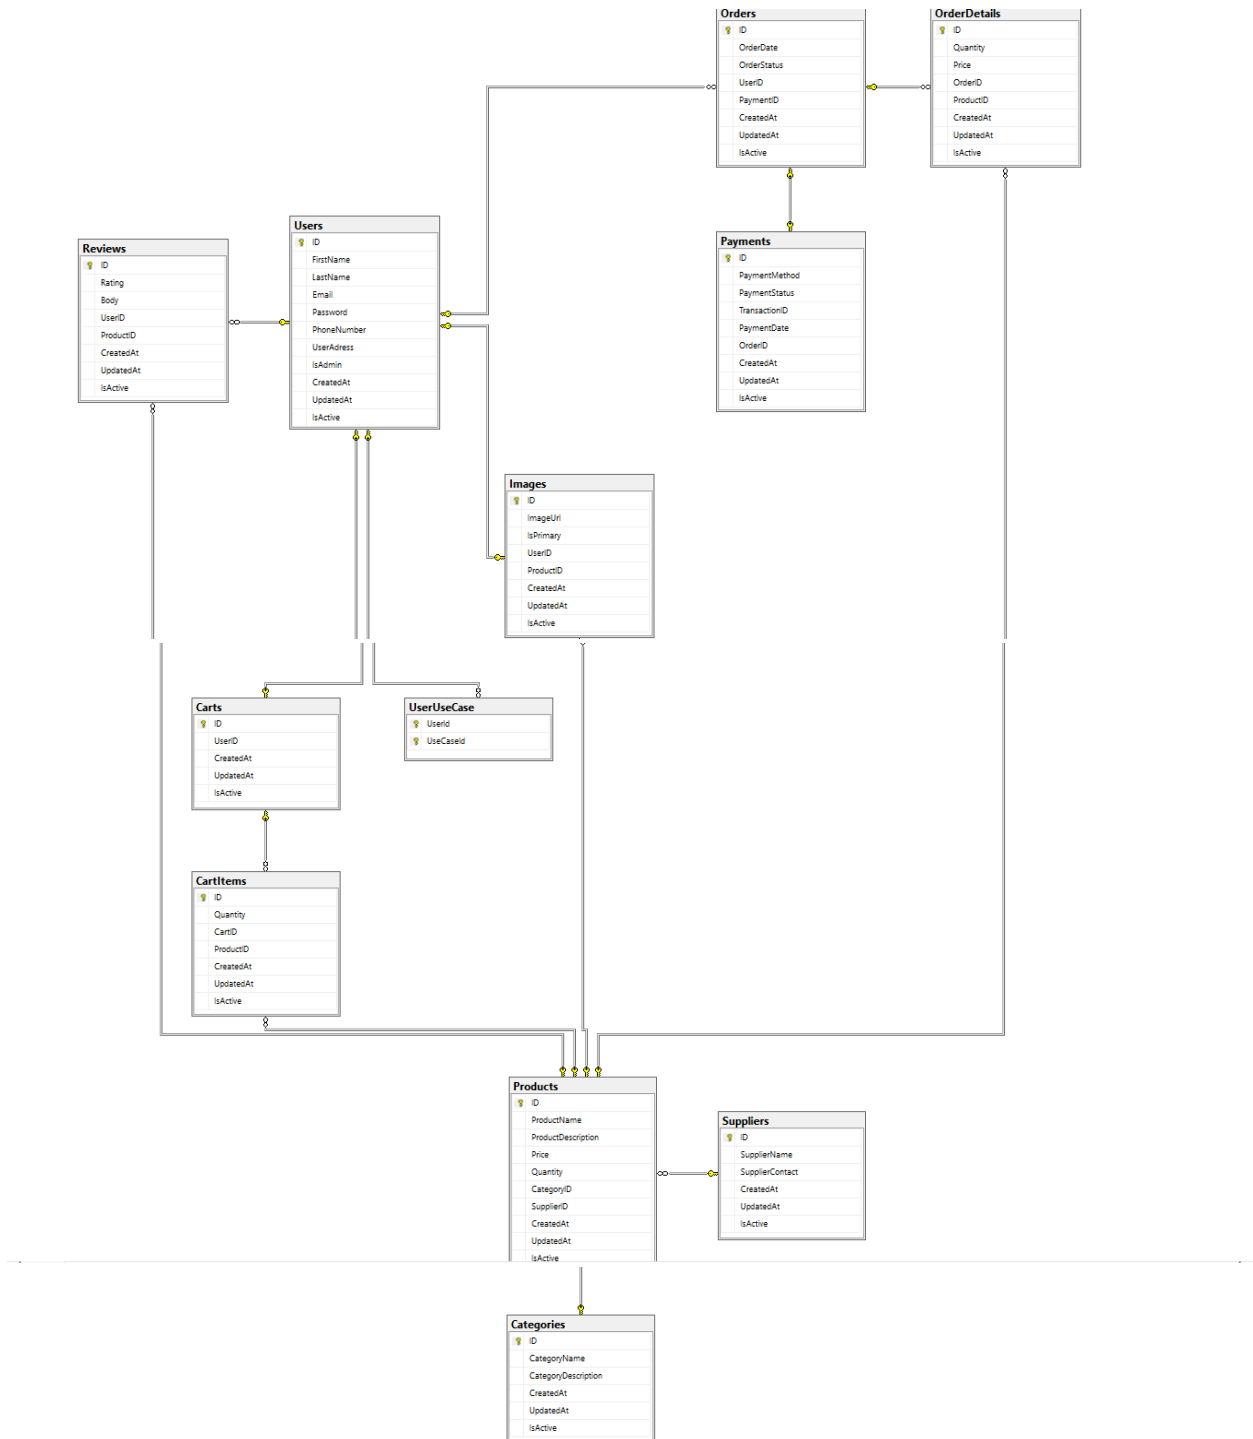 Orders
ID
OrderDate
OrderStatus
UserID
PaymentID
CreatedAt
UpdatedAt
IsActive
OrderDetails
ID
Quantity
Price
OrderID
ProductID
CreatedAt
UpdatedAt
IsActive
Users
ID
FirstName
LastName
Email
Password
PhoneNumber
UserAdress
IsAdmin
CreatedAt
UpdatedAt
IsActive
Reviews
ID
Rating
Body
UserID
ProductID
CreatedAt
UpdatedAt
IsActive
Payments
ID
PaymentMethod
PaymentStatus
TransactionID
PaymentDate
OrderID
CreatedAt
UpdatedAt
IsActive
Images
ID
ImageUrl
IsPrimary
UserID
ProductID
CreatedAt
UpdatedAt
IsActive
Carts
ID
UserID
CreatedAt
UpdatedAt
IsActive
UserUseCase
UserId
UseCaseId
CartItems
ID
Quantity
CartID
ProductID
CreatedAt
UpdatedAt
IsActive
Products
ID
ProductName
ProductDescription
Price
Quantity
CategoryID
SupplierID
CreatedAt
UpdatedAt
IsActive
Suppliers
ID
SupplierName
SupplierContact
CreatedAt
UpdatedAt
IsActive
Categories
ID
CategoryName
CategoryDescription
CreatedAt
UpdatedAt
IsActive